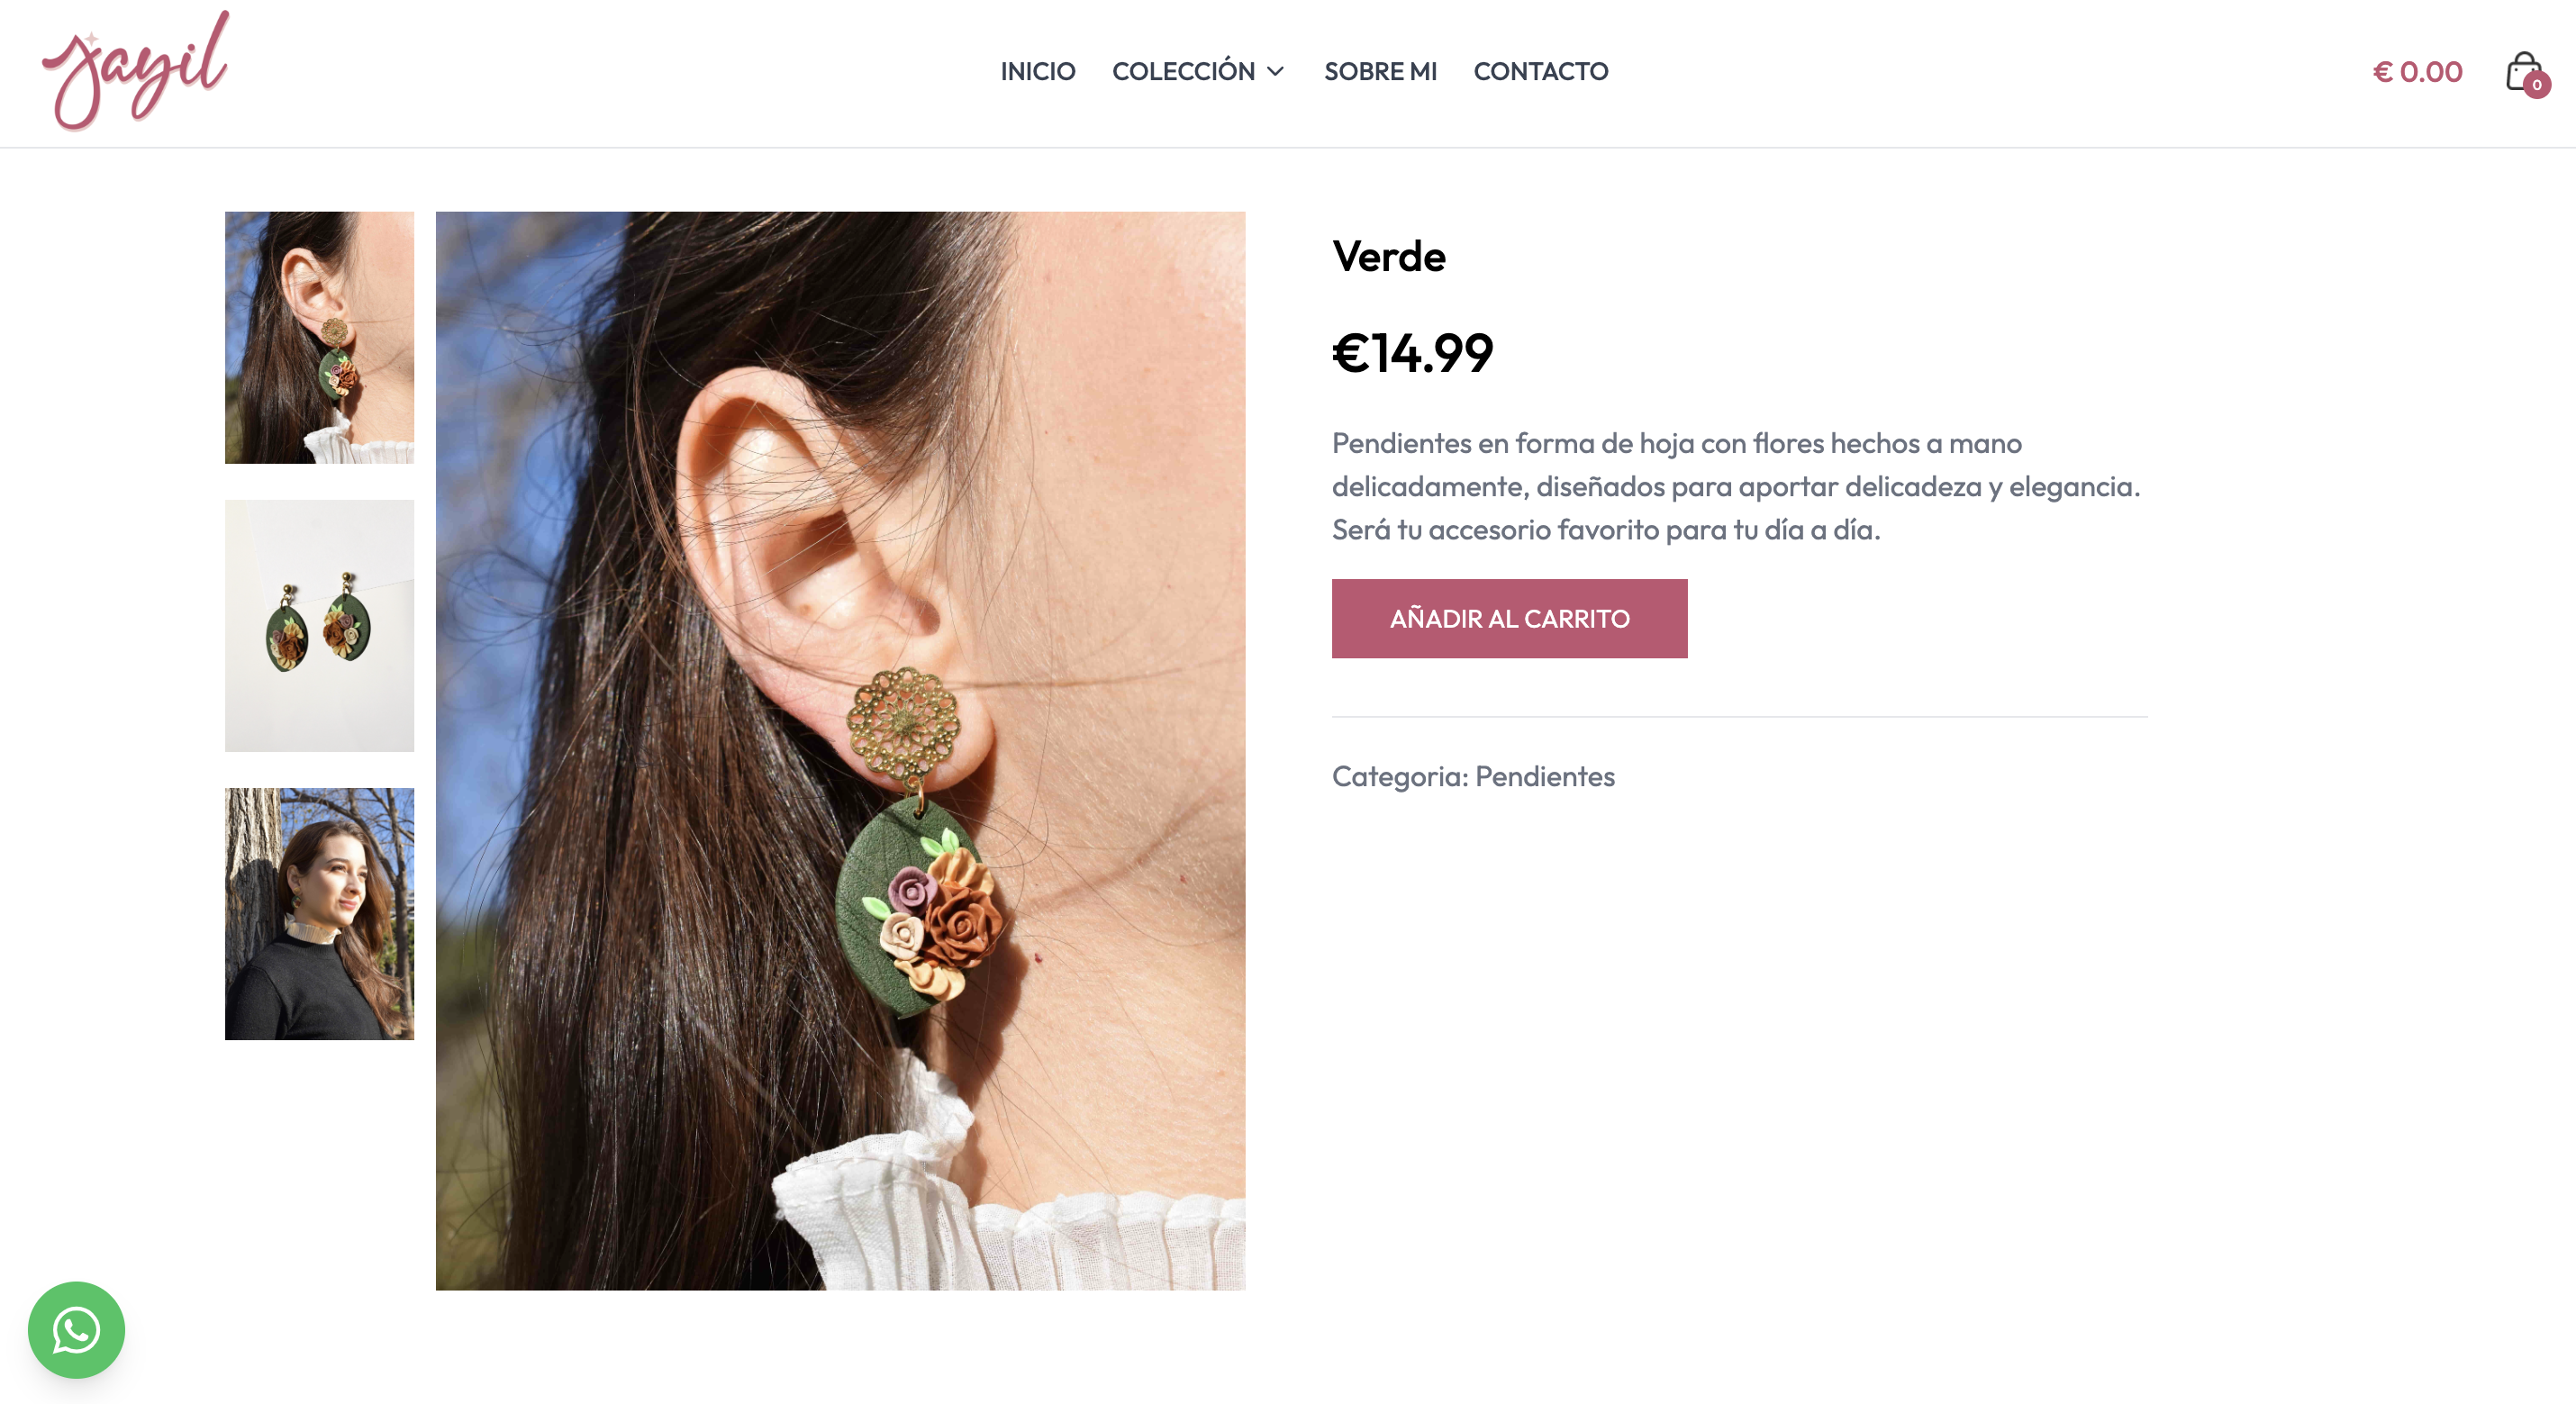 Jayil
INICIO
COLECCIÓN
SOBRE MI
CONTACTO
€ 0.00
0
Verde
€14.99
Pendientes en forma de hoja con flores hechos a mano
delicadamente, diseñados para aportar delicadeza y elegancia.
Será tu accesorio favorito para tu día a día.
AÑADIR AL CARRITO
Categoria: Pendientes